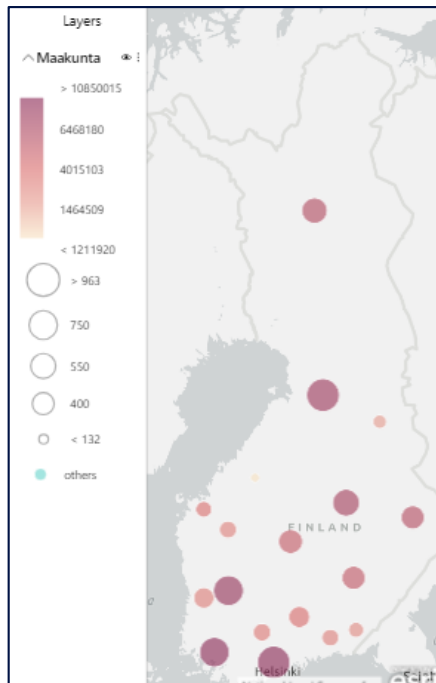 Layers
Maakunta
> 10850015
6468180
4015103
1464509
< 1211920
> 963
750
550
400
< 132
others
FINLAND
Helsinki